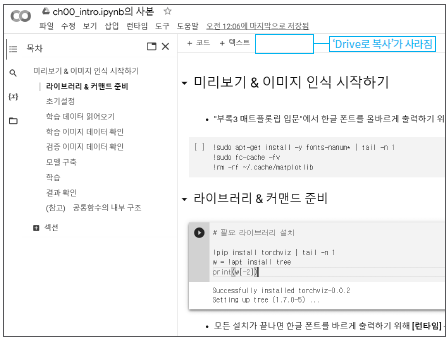 ch00_intro.ipynb의 사본
파일 수정 보기 삽입 런타임 도구 도움말 오전 12:06에 마지막으로 저장됨
목차
+ 코드 + 텍스트
'Drive로 복사'가 사라짐
미리보기 & 이미지 인식 시작하기
라이브러리 & 커맨드 준비
초기설정
학습 데이터 읽어오기
학습 이미지 데이터 확인
검증 이미지 데이터 확인
모델 구축
학습
결과 확인
(참고) 공통함수의 내부 구조
섹션
{x}
미리보기 & 이미지 인식 시작하기
• "부록3 매트플롯립 입문"에서 한글 폰트를 올바르게 출력하기 위
[ ] !sudo apt-get install -y fonts-nanum* | tail -n 1
!sudo fc-cache -fv
!rm -rf ~/.cache/matplotlib
라이브러리 & 커맨드 준비
# 필요 라이브러리 설치
!pip install torchviz | tail -n 1
w = !apt install tree
print(w[-2])
Successfully installed torchviz-0.0.2
Setting up tree (1.7.0-5) ...
• 모든 설치가 끝나면 한글 폰트를 바르게 출력하기 위해 [런타임]